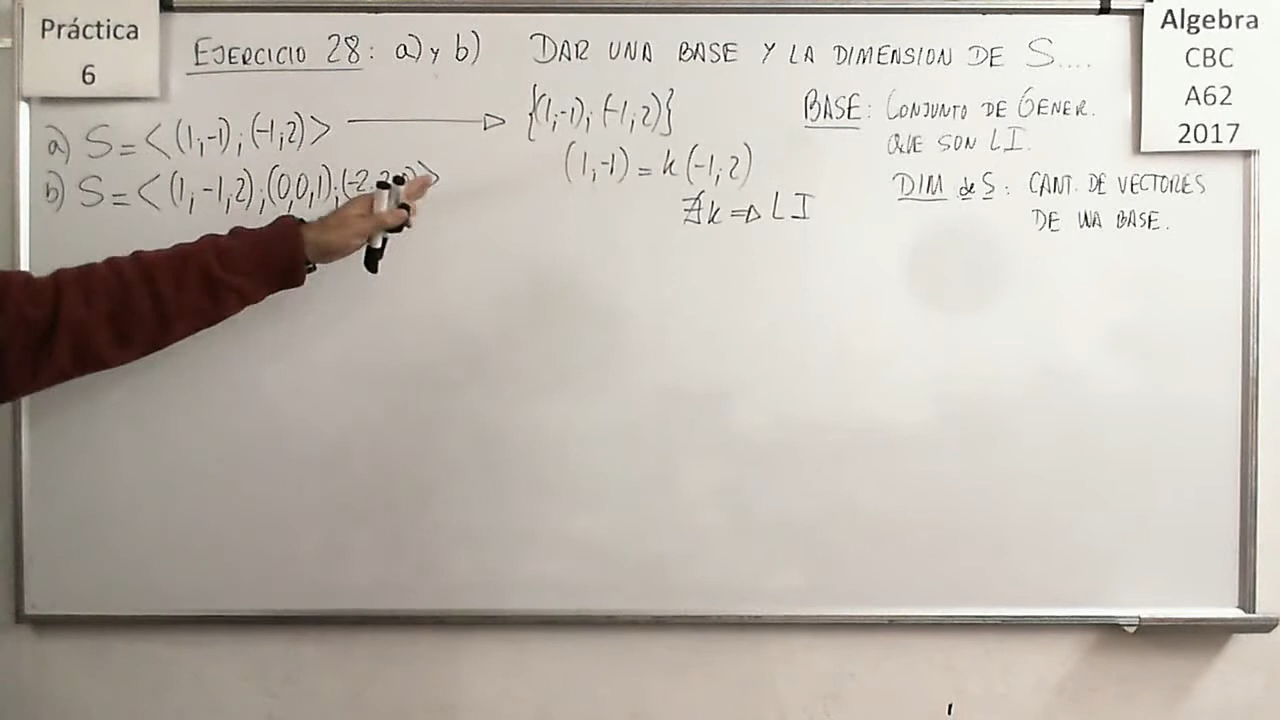 Práctica
6
EJERCICIO 28: a) y b) DAR UNA BASE Y LA DIMENSION DE S....
Algebra
CBC
A62
2017
a) S = <(1,-1); (-1,2)>
{(1,-1); (-1,2)}
(1,-1) = k(-1,2)
∄k ⇒ LI
b) S = <(1,-1,2);(0,0,1);(-2,
BASE: CONJUNTO DE GENER.
QUE SON LI.
DIM de S: CANT. DE VECTORES
DE UNA BASE.